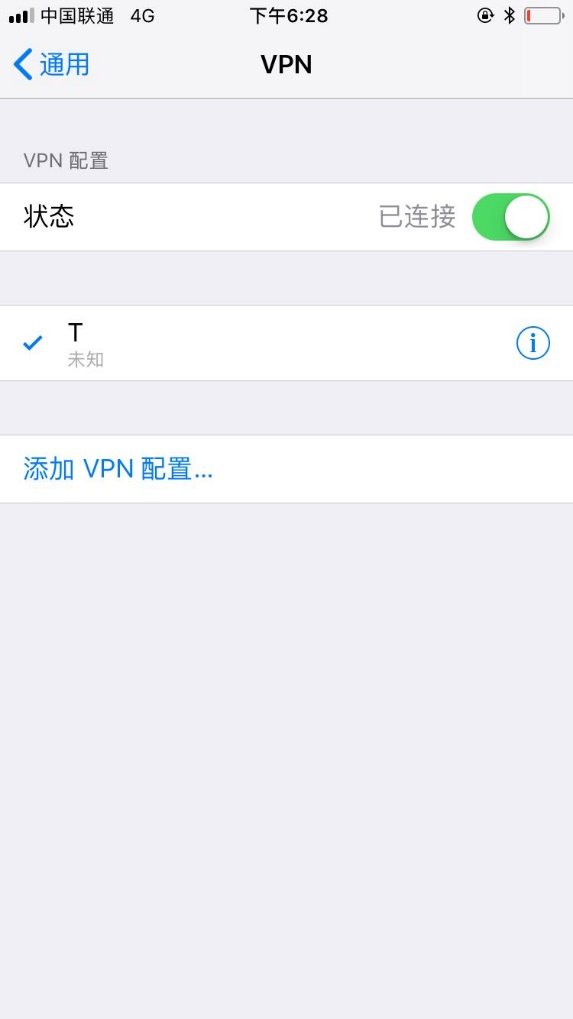 中国联通 4G 下午6:28
通用 VPN
VPN 配置
状态 已连接
T
未知
添加 VPN 配置...